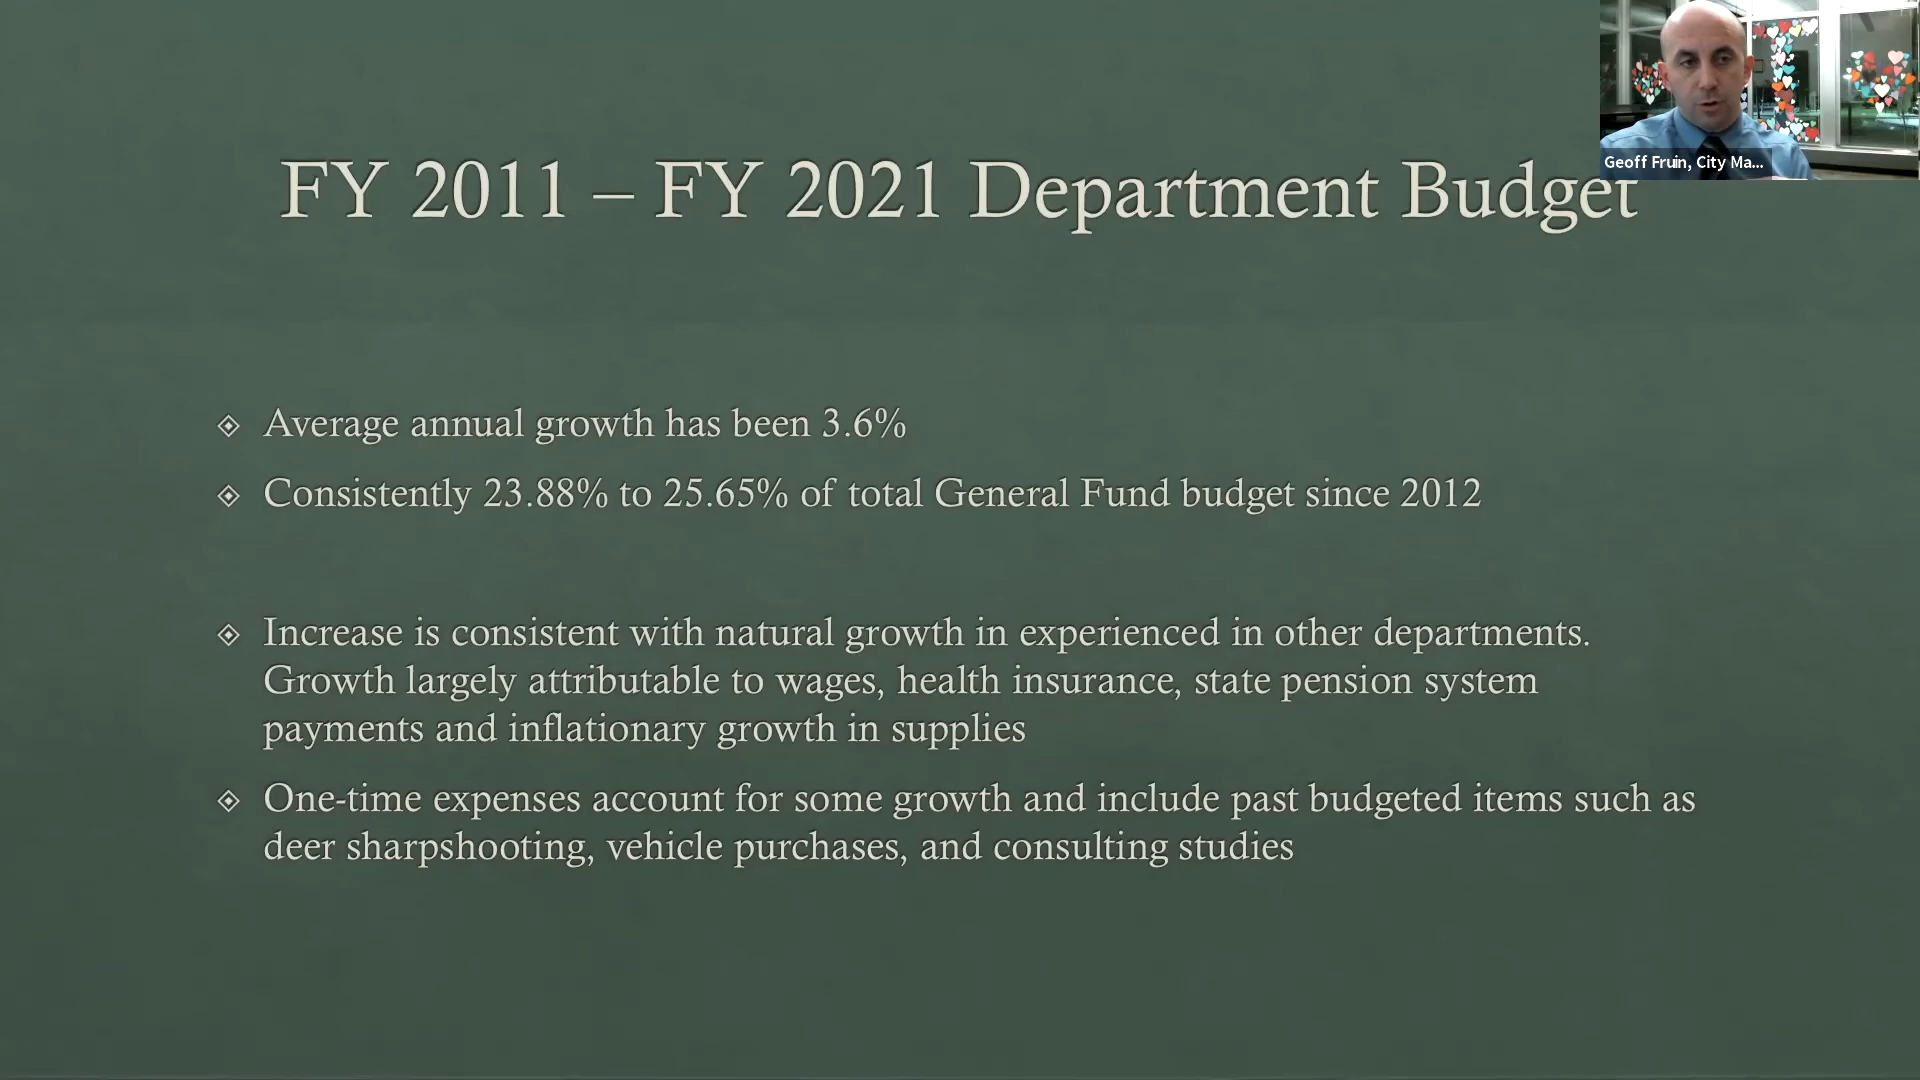 FY 2011 – FY 2021 Department Budget
Geoff Fruin, City Ma...
Average annual growth has been 3.6%
Consistently 23.88% to 25.65% of total General Fund budget since 2012
Increase is consistent with natural growth in experienced in other departments.
Growth largely attributable to wages, health insurance, state pension system
payments and inflationary growth in supplies
One-time expenses account for some growth and include past budgeted items such as
deer sharpshooting, vehicle purchases, and consulting studies